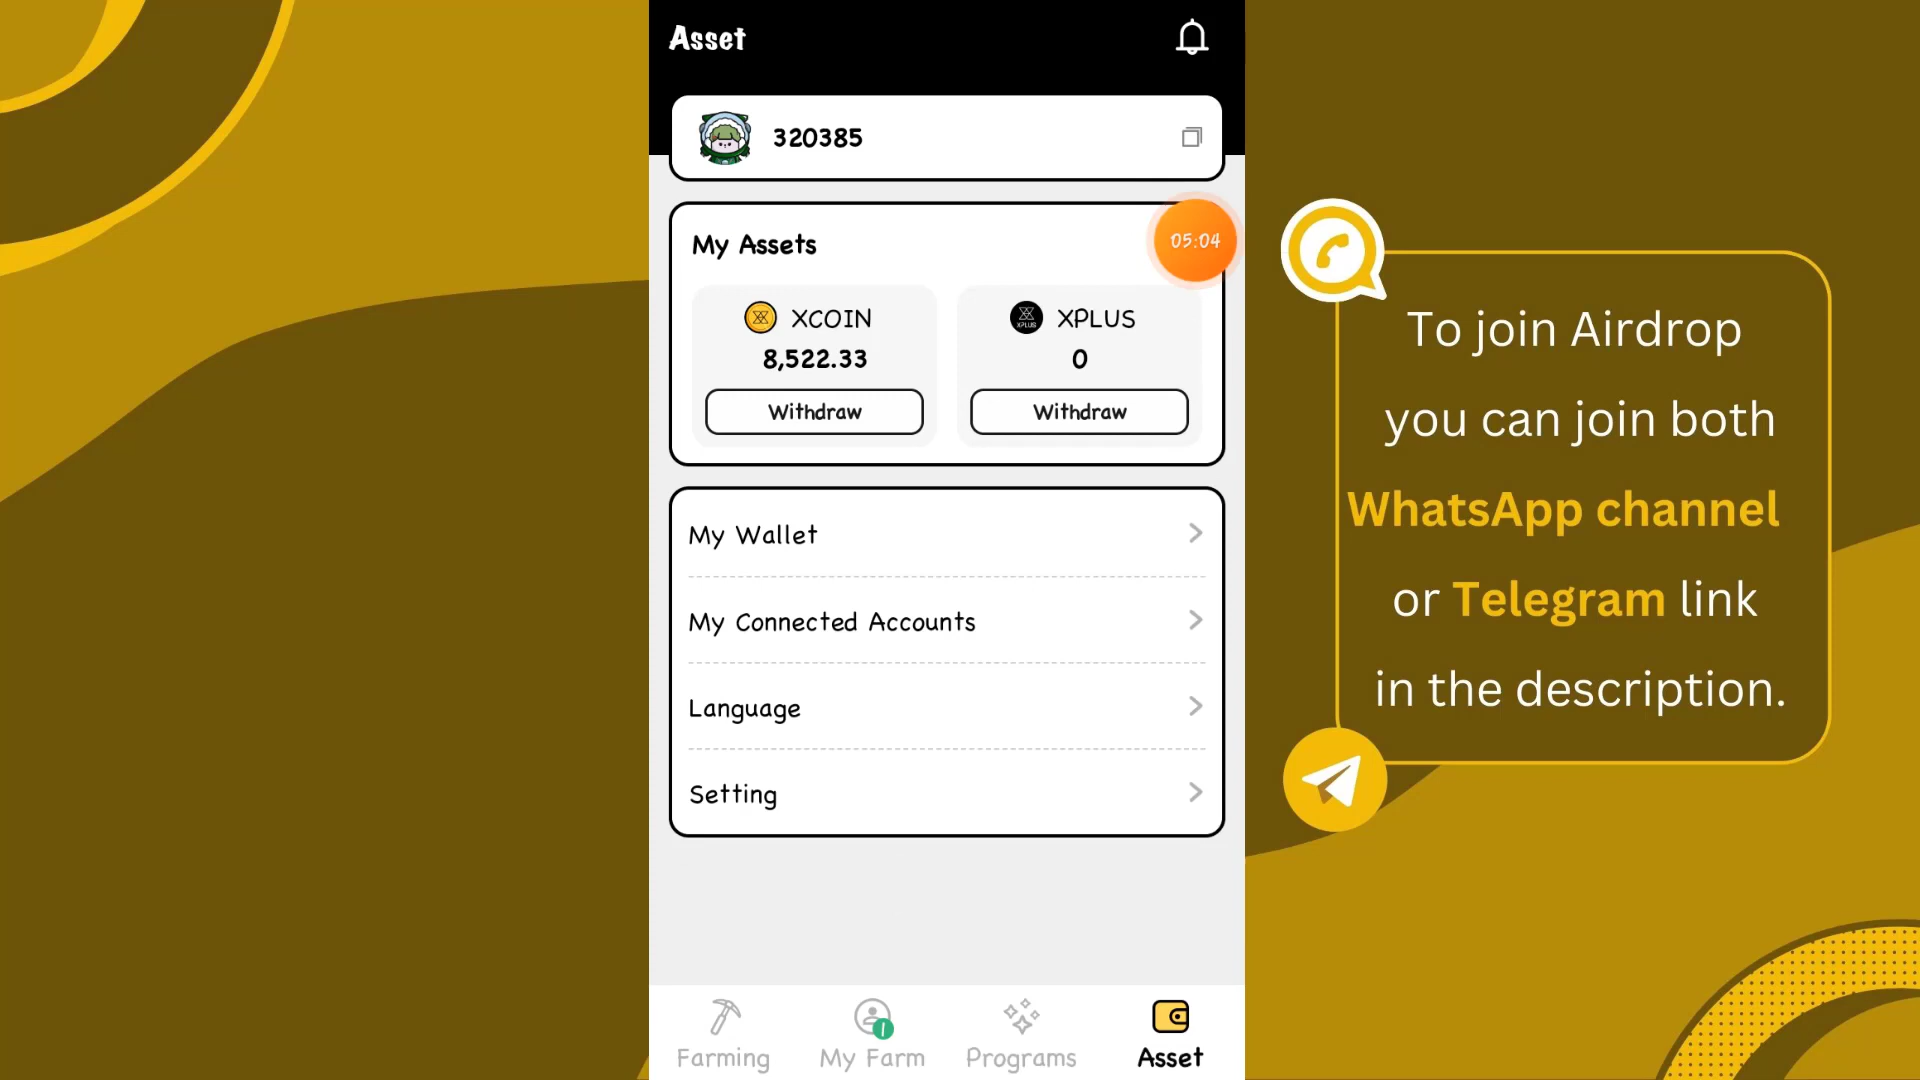 Asset
320385
My Assets
05:04
XCOIN
8,522.33
Withdraw
XPLUS
XPLUS
0
Withdraw
My Wallet
My Connected Accounts
Language
Setting
Farming
My Farm
Programs
Asset
To join Airdrop
you can join both
WhatsApp channel
or Telegram link
in the description.